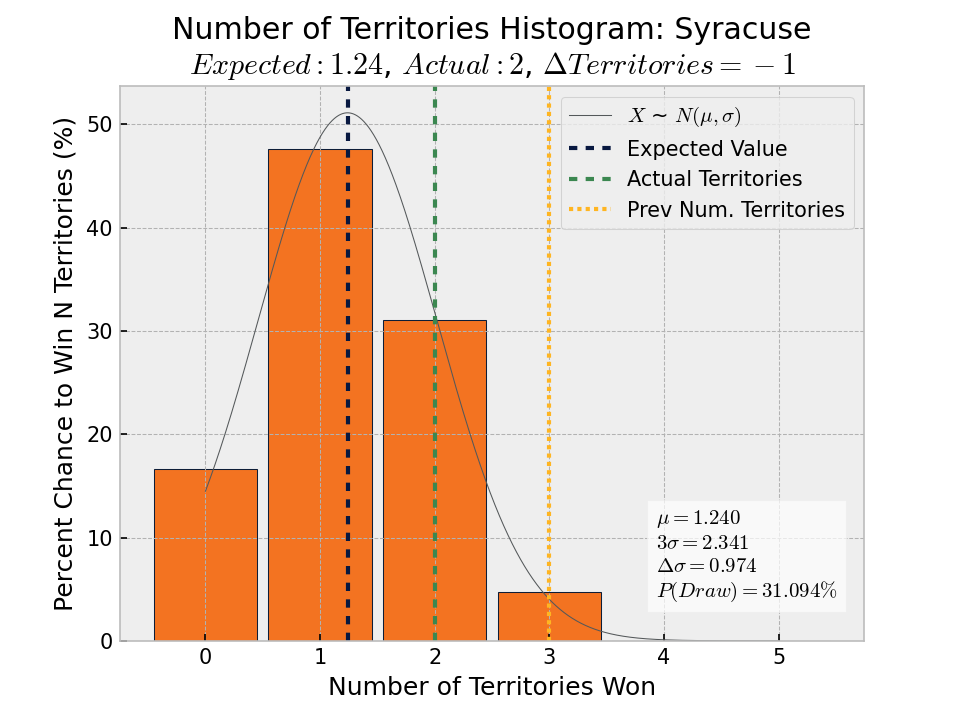 Number of Territories Histogram: Syracuse
Expected : 1.24, Actual : 2, ΔTerritories = −1
Percent Chance to Win N Territories (%)
50
40
30
20
10
0
X ~ N(μ, σ)
Expected Value
Actual Territories
Prev Num. Territories
μ = 1.240
3σ = 2.341
Δσ = 0.974
P(Draw) = 31.094%
0 1 2 3 4 5
Number of Territories Won